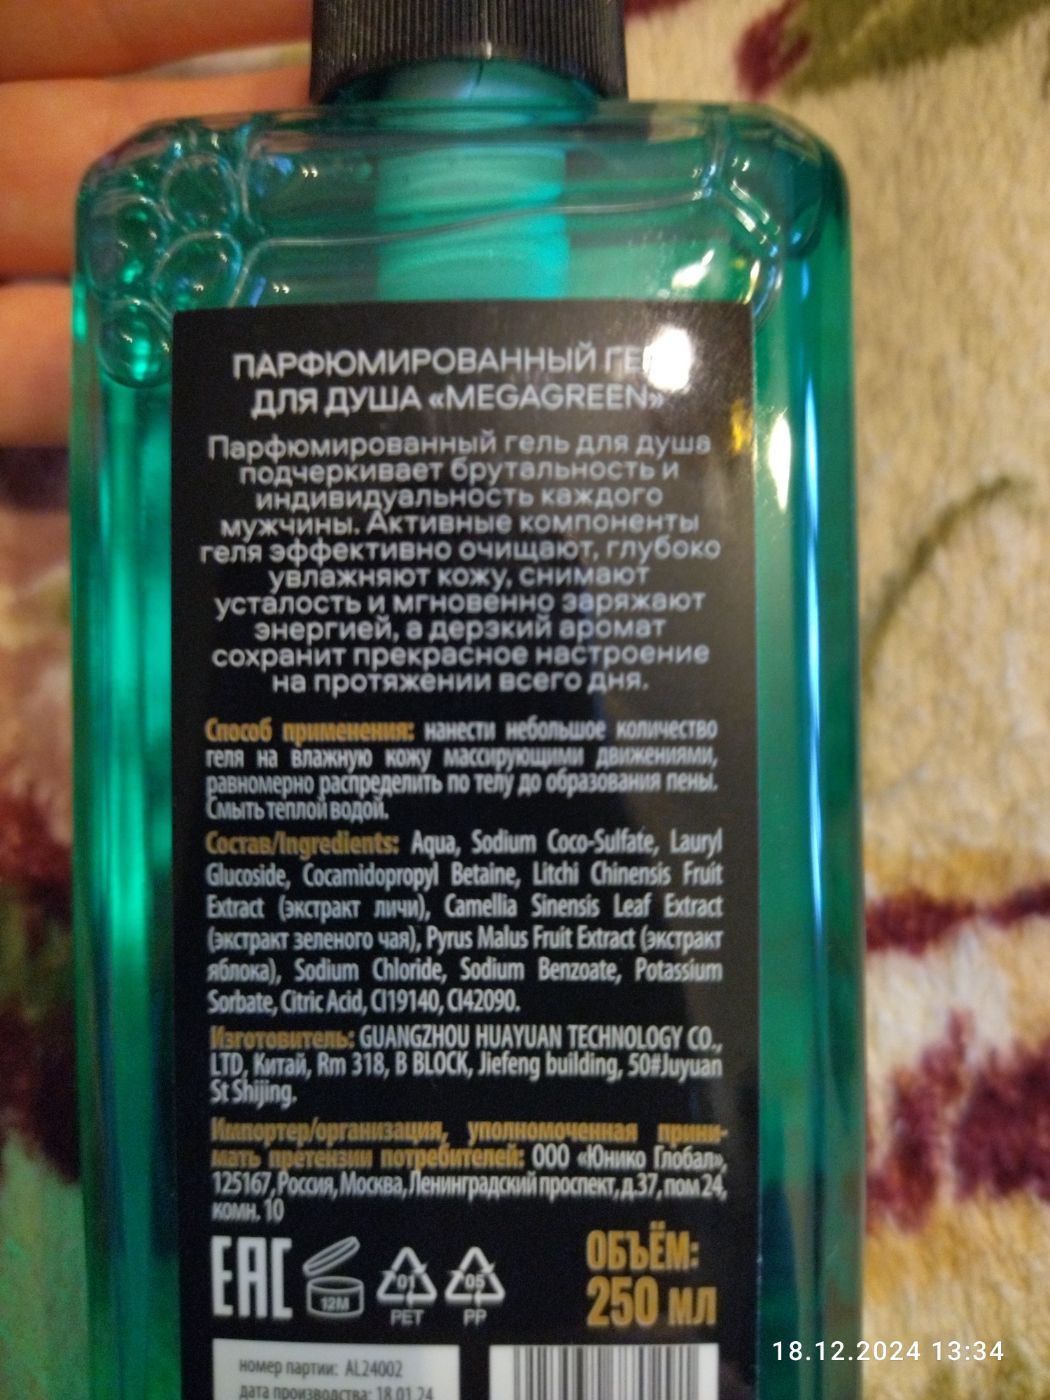 ПАРФЮМИРОВАННЫЙ
ДЛЯ ДУША «MEGAGREEN»
Парфюмированный гель для душа
подчеркивает брутальность и
индивидуальность каждого
мужчины. Активные компоненты
геля эффективно очищают, глубоко
увлажняют кожу, снимают
усталость и мгновенно заряжают
энергией, а дерзкий аромат
сохранит прекрасное настроение
на протяжении всего дня.
Способ применения: нанести небольшое количество
геля на влажную кожу массирующими движениями,
равномерно распределить по телу до образования пены.
Смыть теплой водой.
Состав/Ingredients: Aqua, Sodium Coco-Sulfate, Lauryl
Glucoside, Cocamidopropyl Betaine, Litchi Chinensis Fruit
Extract (экстракт личи), Camellia Sinensis Leaf Extract
(экстракт зеленого чая), Pyrus Malus Fruit Extract (экстракт
яблока), Sodium Chloride, Sodium Benzoate, Potassium
Sorbate, Citric Acid, CI19140, CI42090.
Изготовитель: GUANGZHOU HUAYUAN TECHNOLOGY CO.,
LTD, Китай, Rm 318, B BLOCK, Jiefeng building, 50#Juyuan
St Shijing.
Импортер/организация, уполномоченная прини-
мать претензии потребителей: ООО «Юнико Глобал»,
125167, Россия, Москва, Ленинградский проспект, д.37, пом 24,
комн. 10
EAC 12M 01 PET 05 PP
ОБЪЁМ:
250 МЛ
номер партии: AL24002
дата производства: 18.01.24
18.12.2024 13:34